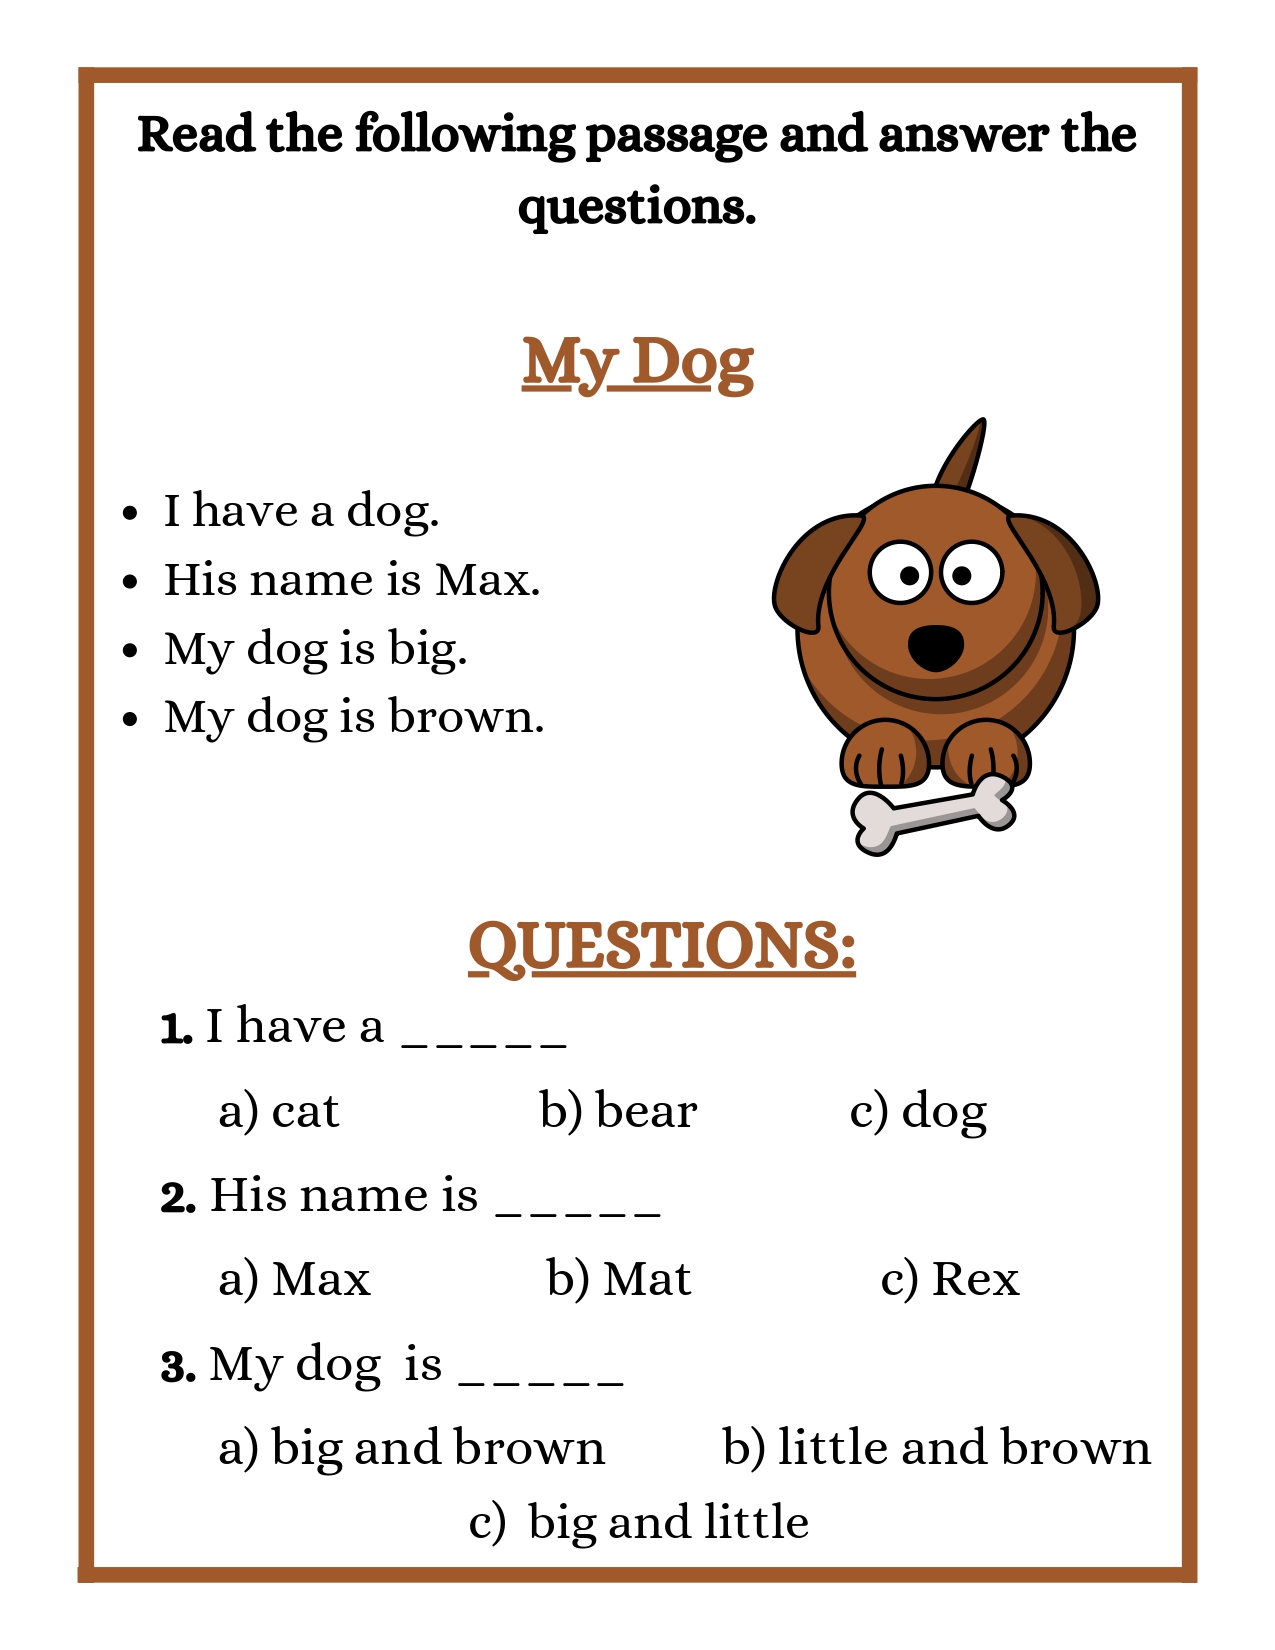 Read the following passage and answer the
questions.
My Dog
• I have a dog.
• His name is Max.
• My dog is big.
• My dog is brown.
QUESTIONS:
1. I have a _____
a) cat b) bear c) dog
2. His name is _____
a) Max b) Mat c) Rex
3. My dog is _____
a) big and brown b) little and brown
c) big and little